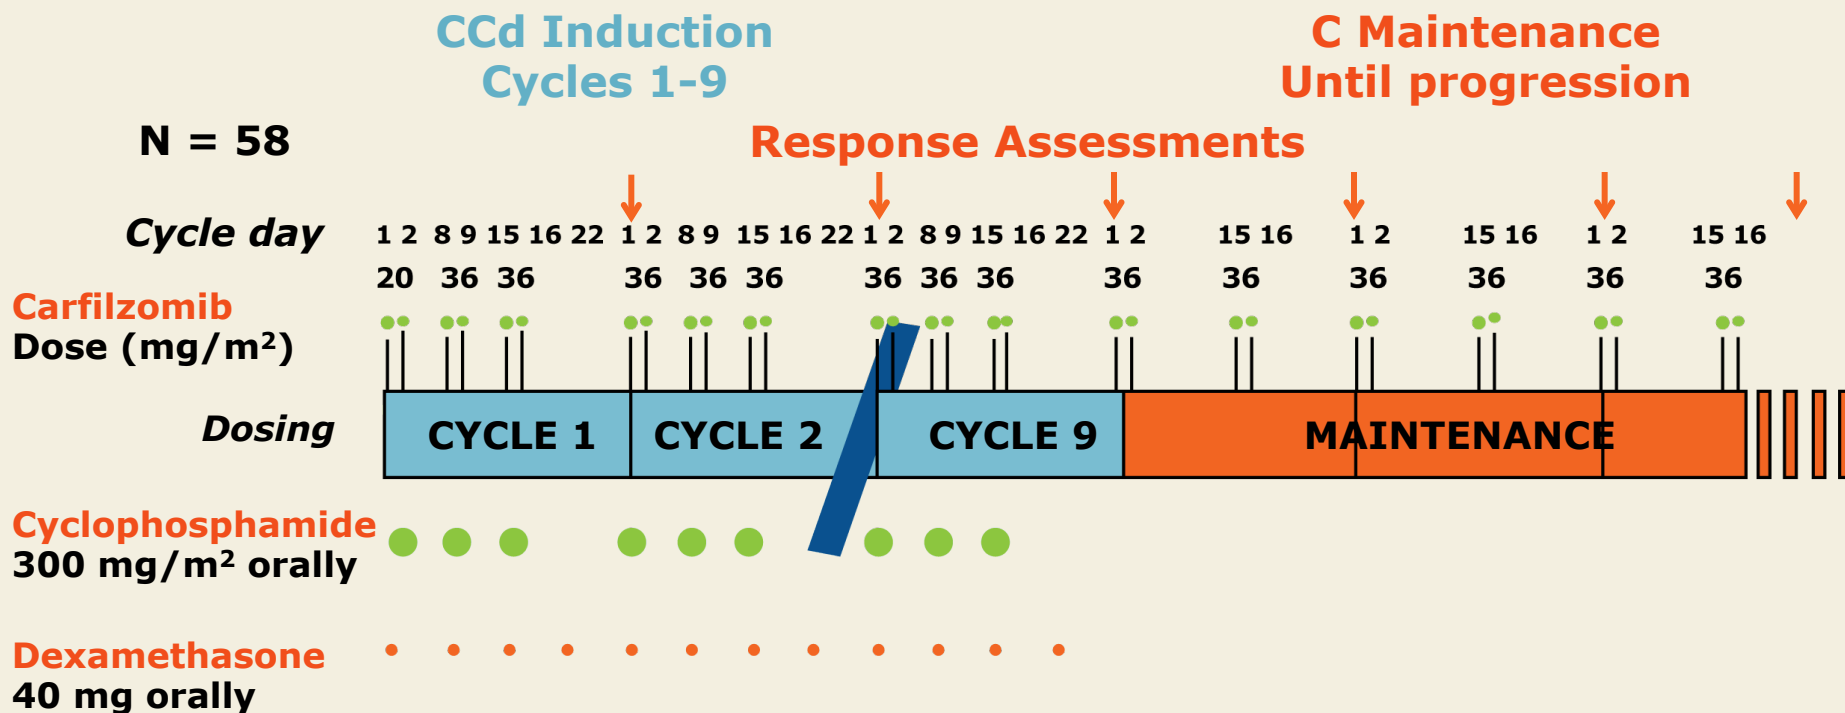 CCd Induction
Cycles 1-9
C Maintenance
Until progression
N = 58
Response Assessments
Cycle day 1 2 8 9 15 16 22 1 2 8 9 15 16 22 1 2 8 9 15 16 22 1 2 15 16 1 2 15 16 1 2 15 16
20 36 36 36 36 36 36 36 36 36 36 36 36 36 36
Carfilzomib
Dose (mg/m²)
Dosing CYCLE 1 CYCLE 2 CYCLE 9 MAINTENANCE
Cyclophosphamide
300 mg/m² orally
Dexamethasone
40 mg orally